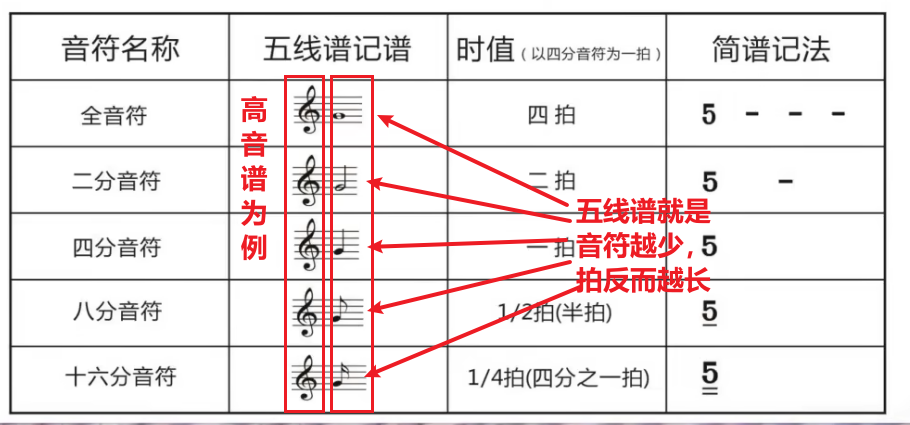 音符名称 五线谱记谱 时值(以四分音符为一拍) 简谱记法
全音符 四拍 5 - - -
二分音符 二拍 5 -
四分音符 一拍 5
八分音符 1/2拍(半拍) 5
十六分音符 1/4拍(四分之一拍) 5
高音谱为例
五线谱就是
音符越少，
拍反而越长